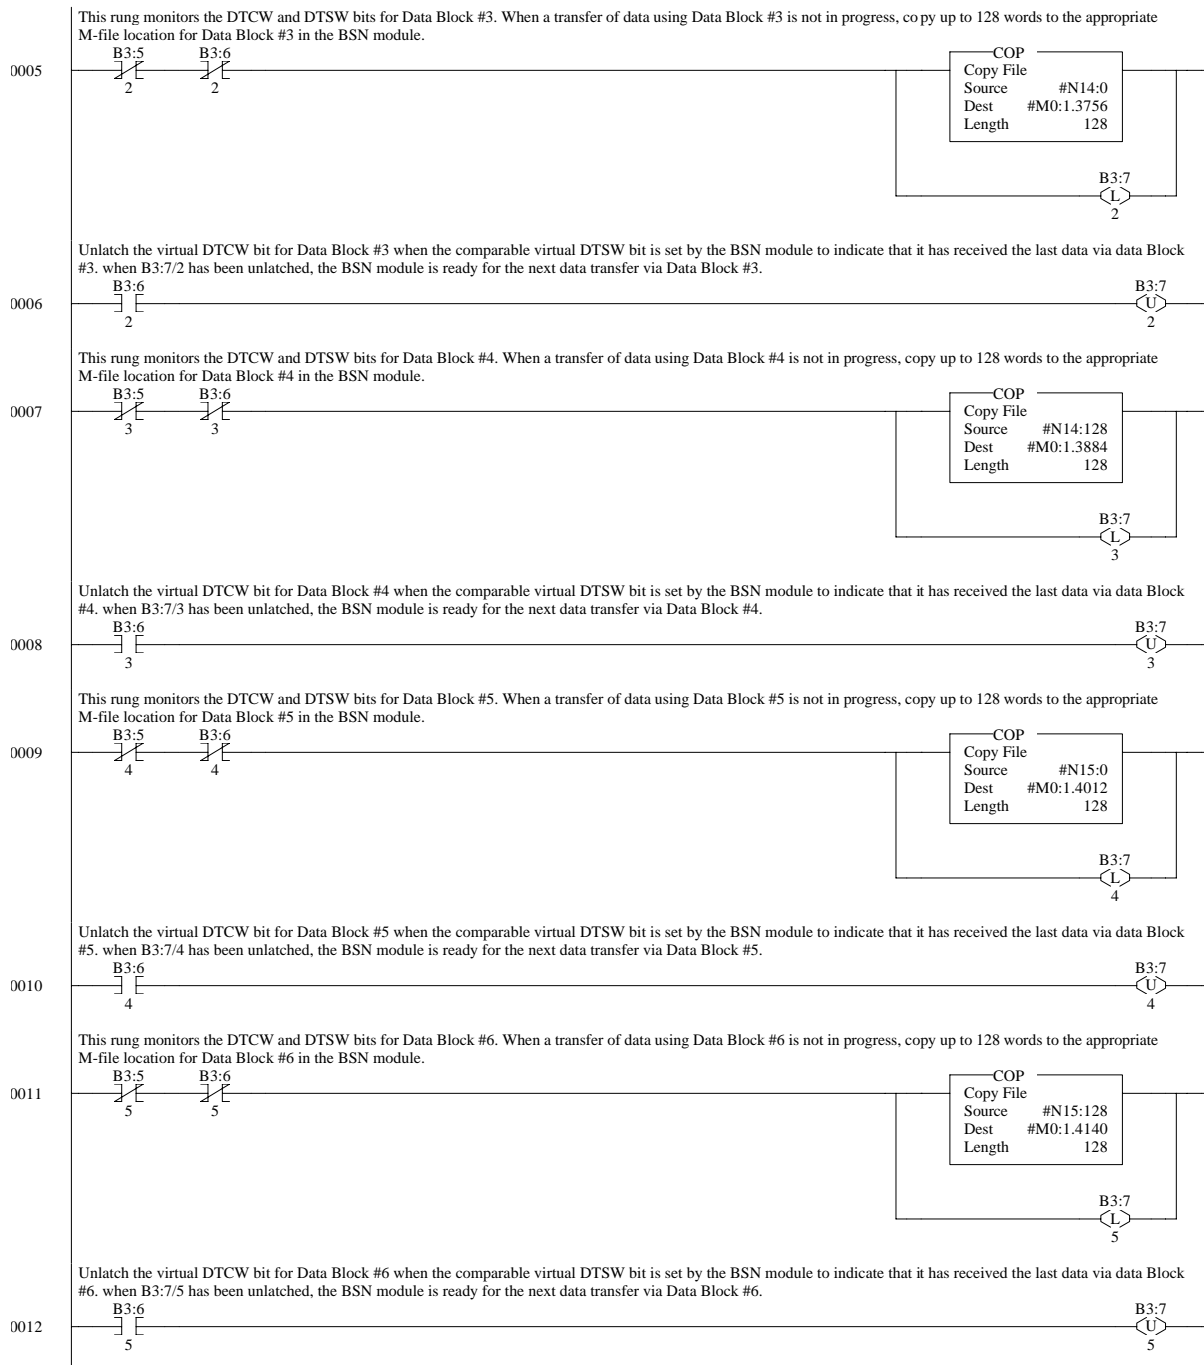 This rung monitors the DTCW and DTSW bits for Data Block #3. When a transfer of data using Data Block #3 is not in progress, copy up to 128 words to the appropriate
M-file location for Data Block #3 in the BSN module.
B3:5 B3:6 COP
0005 Copy File
2 2 Source #N14:0
Dest #M0:1.3756
Length 128
B3:7
L
2
Unlatch the virtual DTCW bit for Data Block #3 when the comparable virtual DTSW bit is set by the BSN module to indicate that it has received the last data via data Block
#3. when B3:7/2 has been unlatched, the BSN module is ready for the next data transfer via Data Block #3.
B3:6 B3:7
0006 U
2 2
This rung monitors the DTCW and DTSW bits for Data Block #4. When a transfer of data using Data Block #4 is not in progress, copy up to 128 words to the appropriate
M-file location for Data Block #4 in the BSN module.
B3:5 B3:6 COP
0007 Copy File
3 3 Source #N14:128
Dest #M0:1.3884
Length 128
B3:7
L
3
Unlatch the virtual DTCW bit for Data Block #4 when the comparable virtual DTSW bit is set by the BSN module to indicate that it has received the last data via data Block
#4. when B3:7/3 has been unlatched, the BSN module is ready for the next data transfer via Data Block #4.
B3:6 B3:7
0008 U
3 3
This rung monitors the DTCW and DTSW bits for Data Block #5. When a transfer of data using Data Block #5 is not in progress, copy up to 128 words to the appropriate
M-file location for Data Block #5 in the BSN module.
B3:5 B3:6 COP
0009 Copy File
4 4 Source #N15:0
Dest #M0:1.4012
Length 128
B3:7
L
4
Unlatch the virtual DTCW bit for Data Block #5 when the comparable virtual DTSW bit is set by the BSN module to indicate that it has received the last data via data Block
#5. when B3:7/4 has been unlatched, the BSN module is ready for the next data transfer via Data Block #5.
B3:6 B3:7
0010 U
4 4
This rung monitors the DTCW and DTSW bits for Data Block #6. When a transfer of data using Data Block #6 is not in progress, copy up to 128 words to the appropriate
M-file location for Data Block #6 in the BSN module.
B3:5 B3:6 COP
0011 Copy File
5 5 Source #N15:128
Dest #M0:1.4140
Length 128
B3:7
L
5
Unlatch the virtual DTCW bit for Data Block #6 when the comparable virtual DTSW bit is set by the BSN module to indicate that it has received the last data via data Block
#6. when B3:7/5 has been unlatched, the BSN module is ready for the next data transfer via Data Block #6.
B3:6 B3:7
0012 U
5 5